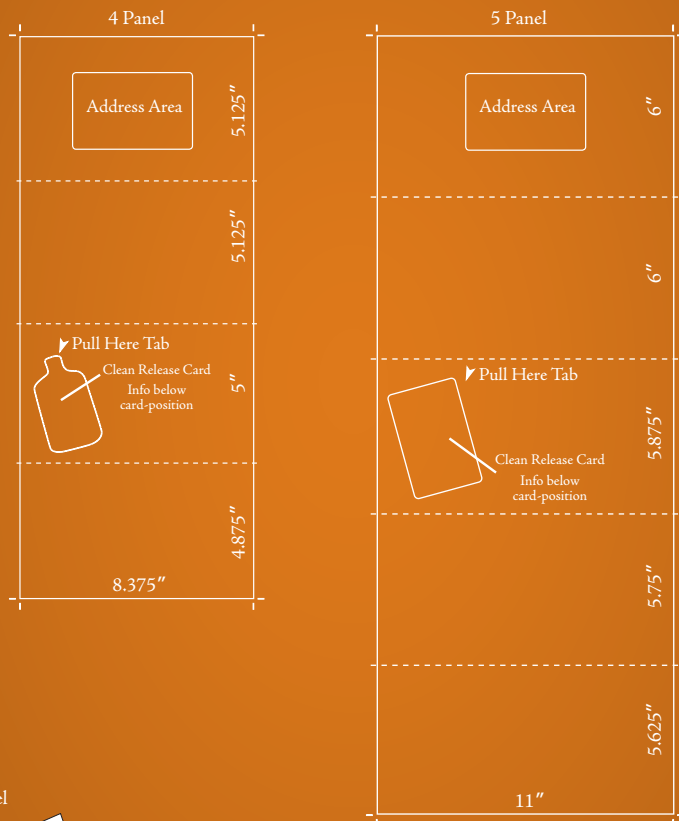 4 Panel
Address Area
5.125″
5.125″
Pull Here Tab
Clean Release Card
Info below
card-position
5″
4.875″
8.375″
5 Panel
Address Area
6″
6″
Pull Here Tab
Clean Release Card
Info below
card-position
5.875″
5.75″
5.625″
11″